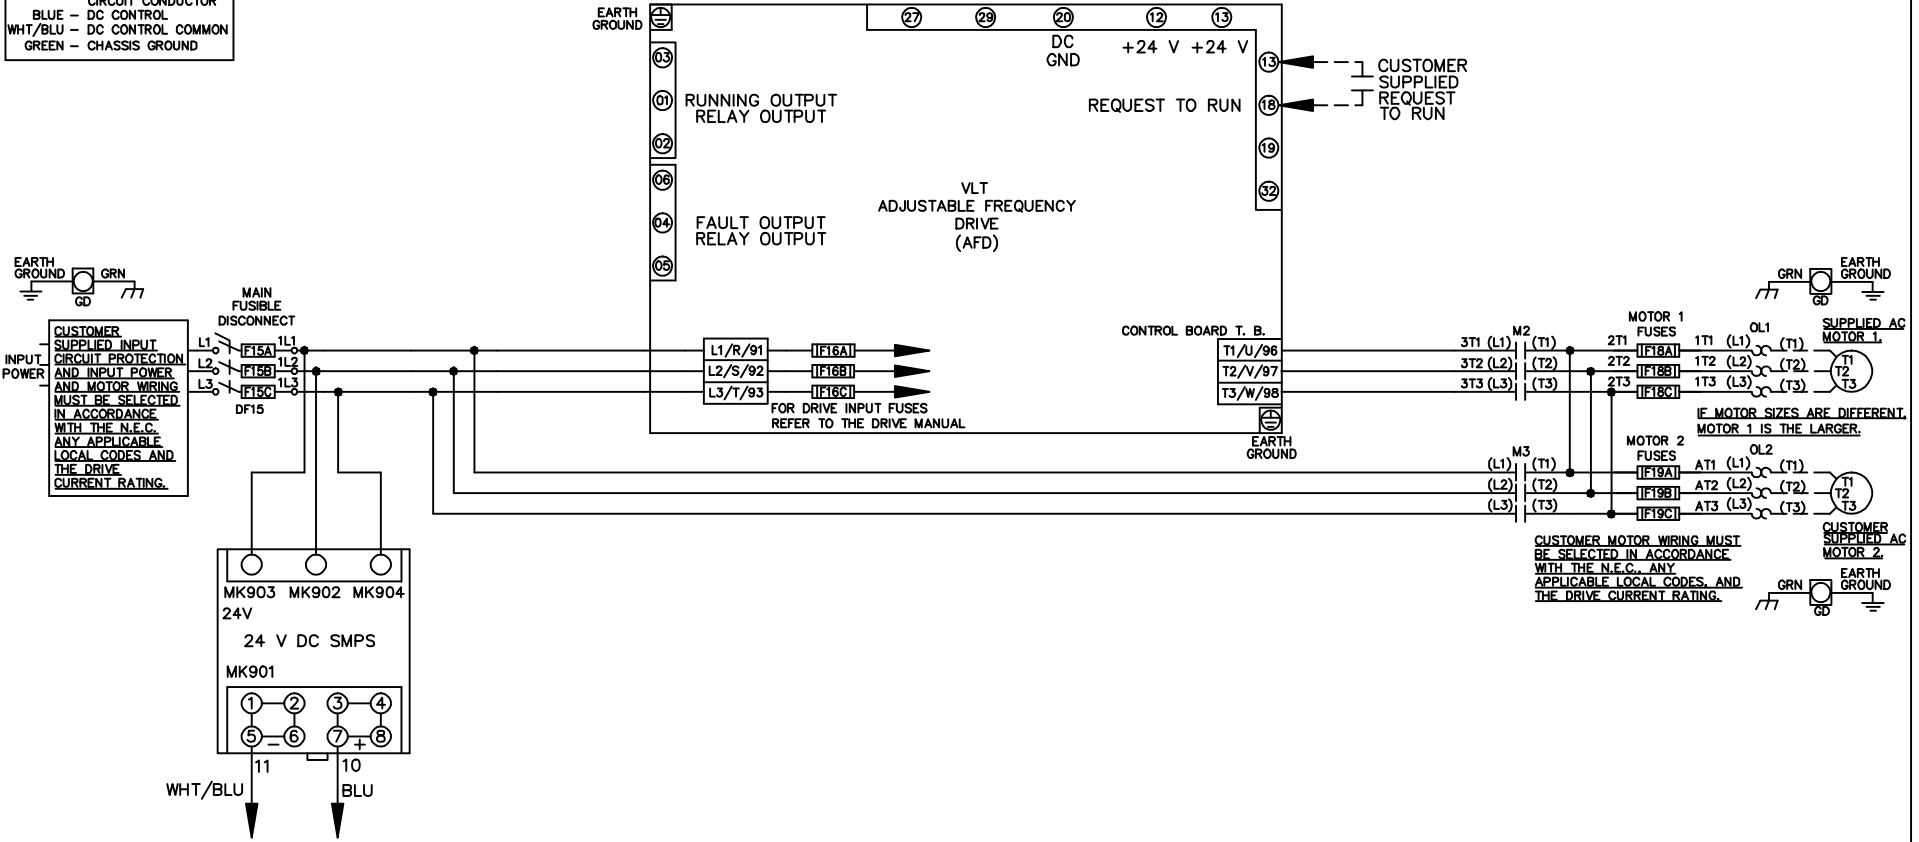 CIRCUIT CONDUCTOR
BLUE – DC CONTROL
WHT/BLU – DC CONTROL COMMON
GREEN – CHASSIS GROUND
EARTH
GROUND
27 29 20 12 13
DC
GND
+24 V +24 V
03
01
02
RUNNING OUTPUT
RELAY OUTPUT
06
04
05
FAULT OUTPUT
RELAY OUTPUT
REQUEST TO RUN
13
18
19
32
CUSTOMER
SUPPLIED
REQUEST
TO RUN
VLT
ADJUSTABLE FREQUENCY
DRIVE
(AFD)
EARTH
GROUND
GRN
GD
INPUT
POWER
CUSTOMER
SUPPLIED INPUT
CIRCUIT PROTECTION
AND INPUT POWER
AND MOTOR WIRING
MUST BE SELECTED
IN ACCORDANCE
WITH THE N.E.C.
ANY APPLICABLE
LOCAL CODES AND
THE DRIVE
CURRENT RATING.
MAIN
FUSIBLE
DISCONNECT
L1 F15A 1L1
L2 F15B 1L2
L3 F15C 1L3
DF15
L1/R/91 F16A
L2/S/92 F16B
L3/T/93 F16C
FOR DRIVE INPUT FUSES
REFER TO THE DRIVE MANUAL
CONTROL BOARD T. B.
T1/U/96
T2/V/97
T3/W/98
EARTH
GROUND
M2
3T1 (L1) (T1)
3T2 (L2) (T2)
3T3 (L3) (T3)
MOTOR 1
FUSES
2T1 F18A 1T1 (L1) (T1)
2T2 F18B 1T2 (L2) (T2)
2T3 F18C 1T3 (L3) (T3)
OL1
GRN
GD
EARTH
GROUND
SUPPLIED AC
MOTOR 1.
T1
T2
T3
IF MOTOR SIZES ARE DIFFERENT,
MOTOR 1 IS THE LARGER.
M3
(L1) (T1)
(L2) (T2)
(L3) (T3)
MOTOR 2
FUSES
F19A AT1 (L1) (T1)
F19B AT2 (L2) (T2)
F19C AT3 (L3) (T3)
OL2
T1
T2
T3
CUSTOMER
SUPPLIED AC
MOTOR 2.
CUSTOMER MOTOR WIRING MUST
BE SELECTED IN ACCORDANCE
WITH THE N.E.C., ANY
APPLICABLE LOCAL CODES, AND
THE DRIVE CURRENT RATING.
GRN
GD
EARTH
GROUND
MK903 MK902 MK904
24V
24 V DC SMPS
MK901
1 2 3 4
5 – 6 7 + 8
11 10
WHT/BLU BLU